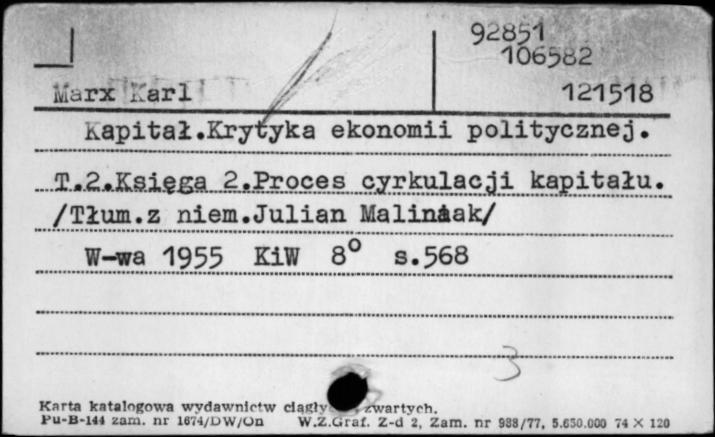 92851
106582
Marx Karl 121518
Kapitał.Krytyka ekonomii politycznej.
T.2.Księga 2.Proces cyrkulacji kapitału.
/Tłum.z niem.Julian Maliniak/
W-wa 1955 KiW 8° s.568
3
Karta katalogowa wydawnictw zwartych.
Pu-B-144 zam. nr 1674/DW/On W.Z.Graf. Z-d 2, Zam. nr 988/77, 5.650.000 74 X 120